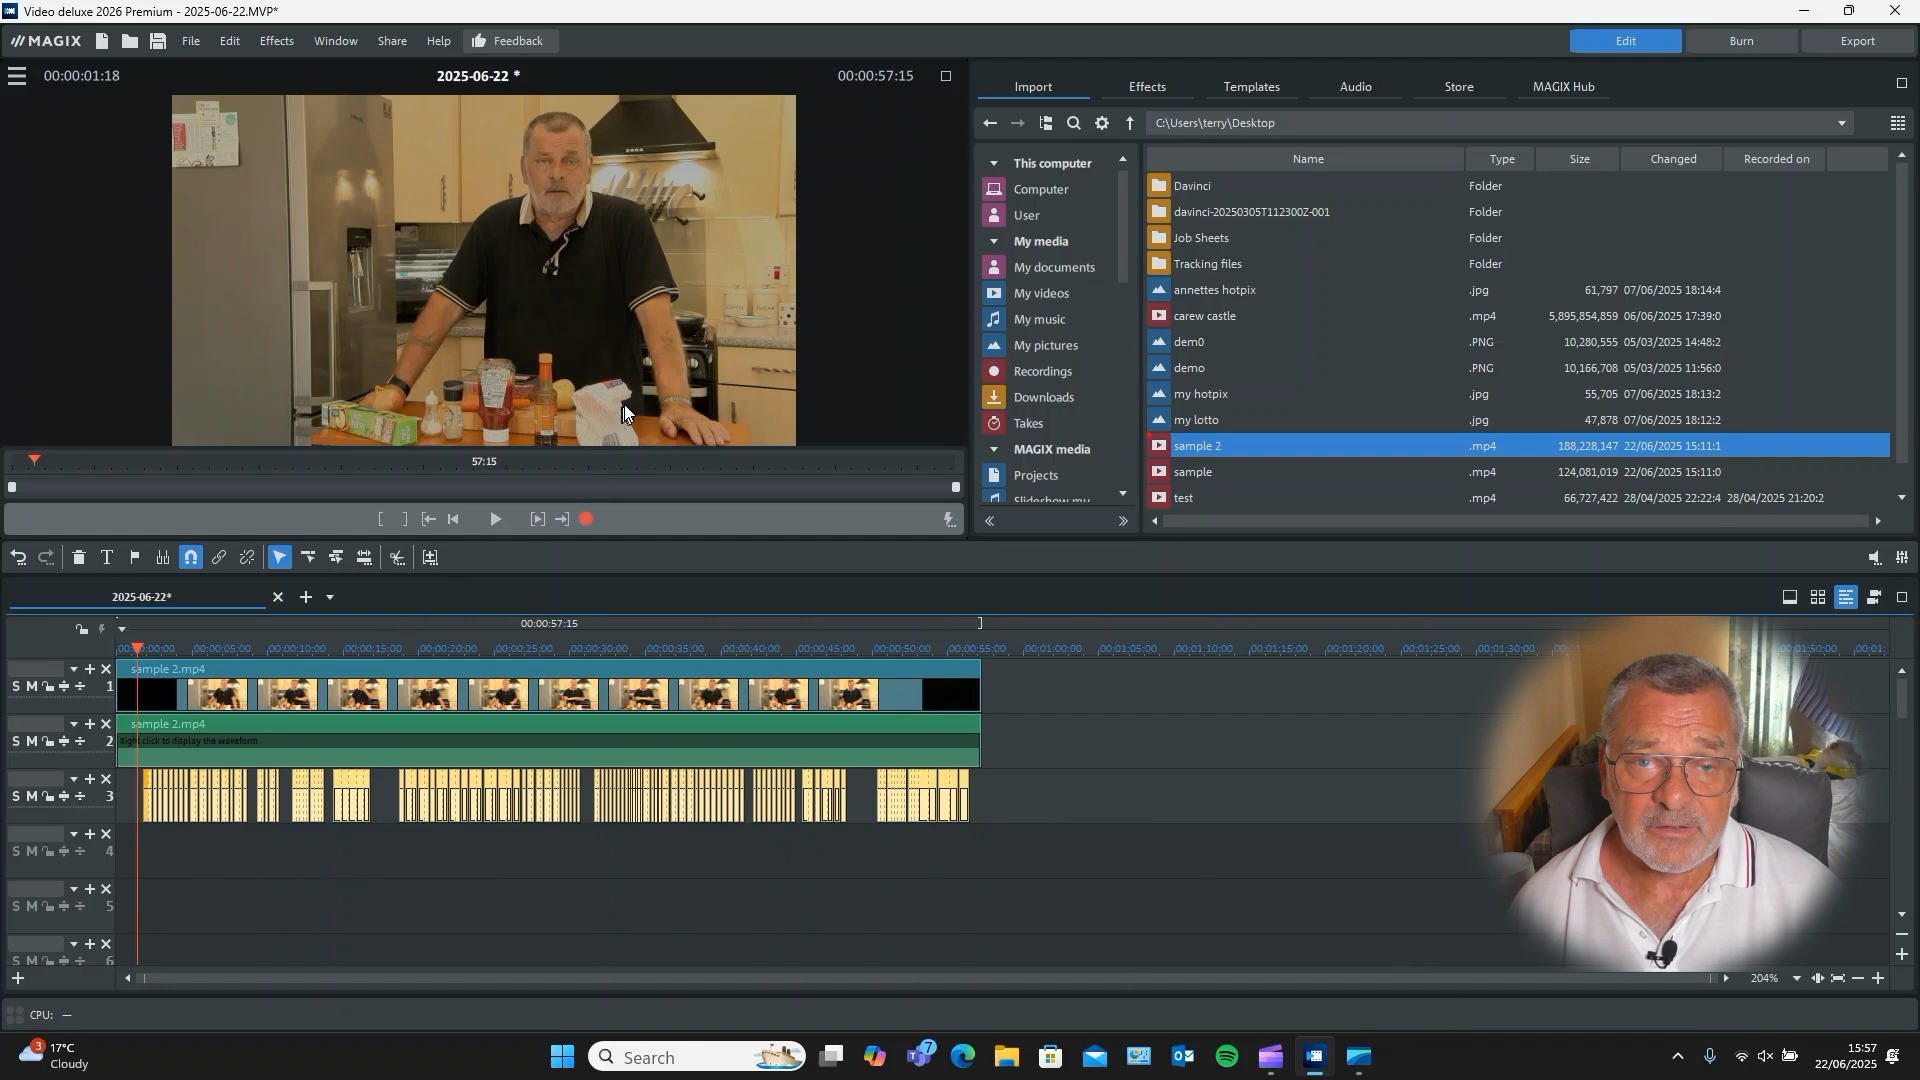 Video deluxe 2026 Premium - 2025-06-22.MVP*
MAGIX File Edit Effects Window Share Help Feedback Edit Burn Export
00:00:01:18 2025-06-22 * 00:00:57:15
Import Effects Templates Audio Store MAGIX Hub
C:\Users\terry\Desktop
This computer
Computer
User
My media
My documents
My videos
My music
My pictures
Recordings
Downloads
Takes
MAGIX media
Projects
Name Type Size Changed Recorded on
Davinci Folder
davinci-20250305T112300Z-001 Folder
Job Sheets Folder
Tracking files Folder
annettes hotpix .jpg 61,797 07/06/2025 18:14:4
carew castle .mp4 5,895,854,859 06/06/2025 17:39:0
dem0 .PNG 10,280,555 05/03/2025 14:48:2
demo .PNG 10,166,708 05/03/2025 11:56:0
my hotpix .jpg 55,705 07/06/2025 18:13:2
my lotto .jpg 47,878 07/06/2025 18:12:2
sample 2 .mp4 188,228,147 22/06/2025 15:11:1
sample .mp4 124,081,019 22/06/2025 15:11:0
test .mp4 66,727,422 28/04/2025 22:22:4 28/04/2025 21:20:2
57:15
2025-06-22*
00:00:57:15
00:00:05:00 00:00:10:00 00:00:15:00 00:00:20:00 00:00:25:00 00:00:30:00 00:00:35:00 00:00:40:00 00:00:45:00 00:00:50:00 00:00:55:00 00:01:00:00 00:01:05:00 00:01:10:00 00:01:15:00 00:01:20:00 00:01:25:00 00:01:30:00
sample 2.mp4
S M 1
sample 2.mp4
S M 2
Right click to display the waveform
S M 3
S M 4
S M 5
S M 6
204%
CPU: —
3 17°C
Cloudy
Search
7
15:57
22/06/2025